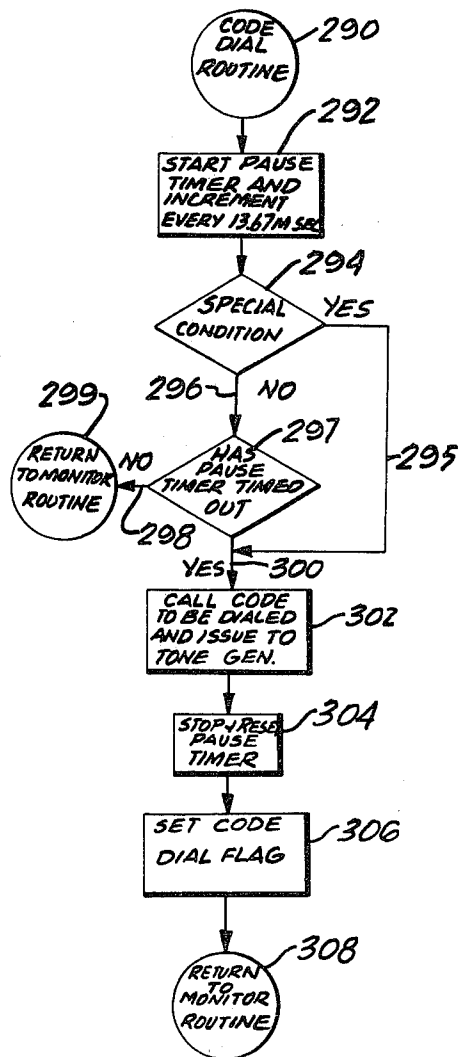 CODE
DIAL
ROUTINE
290
292
START PAUSE
TIMER AND
INCREMENT
EVERY 13.67M SEC
294
SPECIAL
CONDITION
YES
296
NO
295
297
HAS
PAUSE
TIMER TIMED
OUT
299
RETURN
TO MONITOR
ROUTINE
NO
298
YES
300
CALL CODE
TO BE DIALED
AND ISSUE TO
TONE GEN.
302
STOP & RESET
PAUSE
TIMER
304
SET CODE
DIAL FLAG
306
RETURN
TO
MONITOR
ROUTINE
308